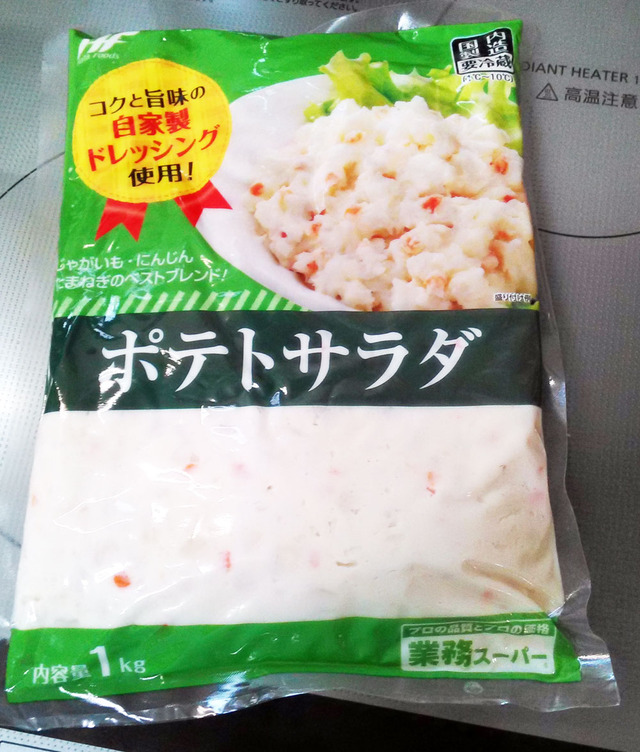 国内
製造
要冷蔵
(1℃~10℃)
コクと旨味の
自家製
ドレッシング
使用!
じゃがいも・にんじん
たまねぎのベストブレンド!
盛り付け例
ポテトサラダ
内容量1kg
プロの品質とプロの価格
業務スーパー
RADIANT HEATER 1
高温注意